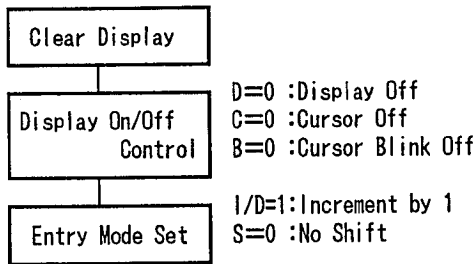 Clear Display
Display On/Off
Control
D=0 :Display Off
C=0 :Cursor Off
B=0 :Cursor Blink Off
Entry Mode Set
I/D=1:Increment by 1
S=0 :No Shift